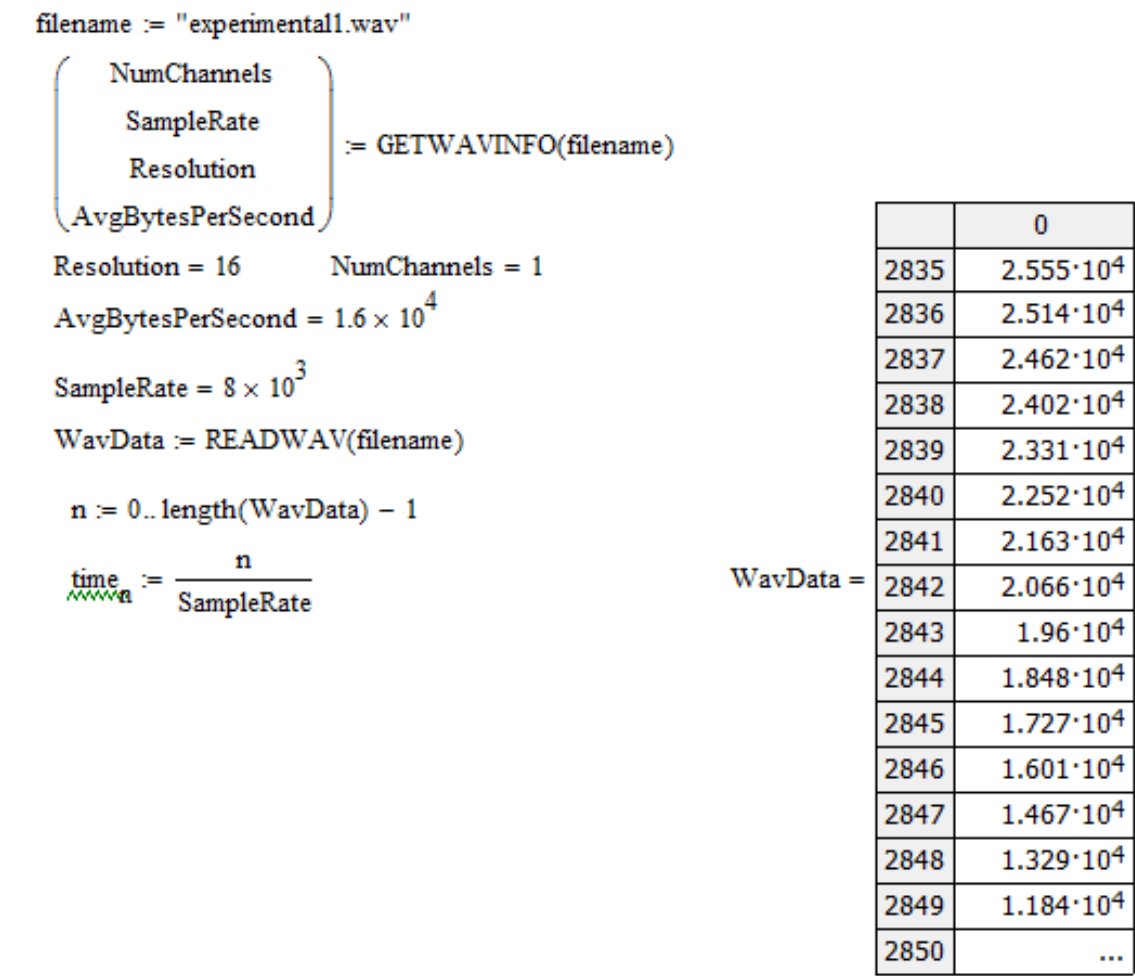 filename := "experimental1.wav"
NumChannels
SampleRate
Resolution
AvgBytesPerSecond
:= GETWAVINFO(filename)
Resolution = 16 NumChannels = 1
AvgBytesPerSecond = 1.6 × 10^4
SampleRate = 8 × 10^3
WavData := READWAV(filename)
n := 0.. length(WavData) − 1
time_n := n / SampleRate
WavData =
0
2835 2.555·10^4
2836 2.514·10^4
2837 2.462·10^4
2838 2.402·10^4
2839 2.331·10^4
2840 2.252·10^4
2841 2.163·10^4
2842 2.066·10^4
2843 1.96·10^4
2844 1.848·10^4
2845 1.727·10^4
2846 1.601·10^4
2847 1.467·10^4
2848 1.329·10^4
2849 1.184·10^4
2850 ...